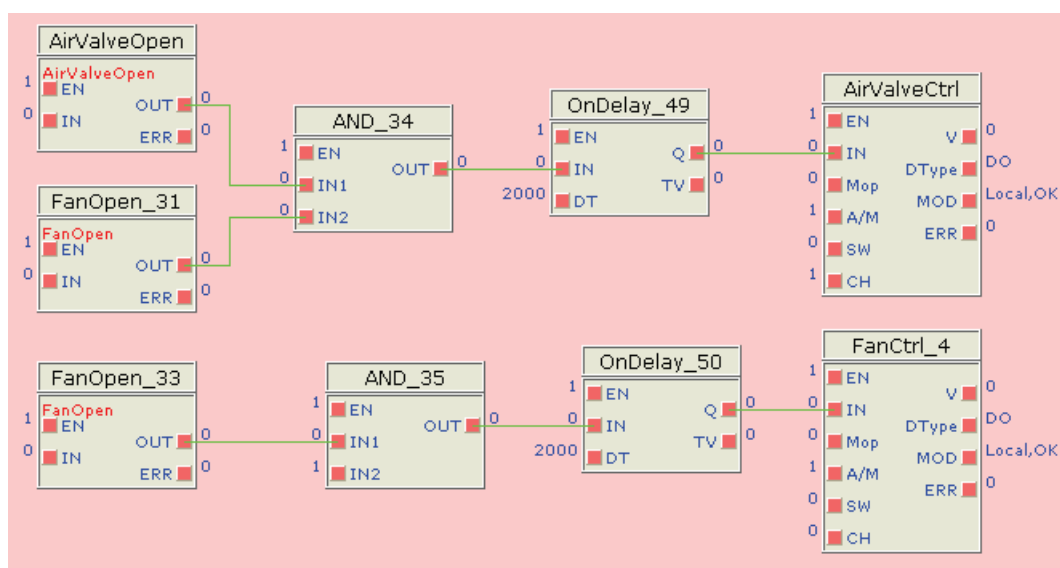 AirValveOpen
AirValveOpen
1 EN
OUT 0
0 IN
ERR 0
AND_34
1 EN
OUT 0
0 IN1
0 IN2
OnDelay_49
1 EN
Q 0
0 IN
TV 0
2000 DT
AirValveCtrl
1 EN
V 0
0 IN
DType DO
0 Mop
MOD Local,OK
1 A/M
ERR 0
0 SW
1 CH
FanOpen_31
FanOpen
1 EN
OUT 0
0 IN
ERR 0
FanOpen_33
FanOpen
1 EN
OUT 0
0 IN
ERR 0
AND_35
1 EN
OUT 0
0 IN1
1 IN2
OnDelay_50
1 EN
Q 0
0 IN
TV 0
2000 DT
FanCtrl_4
1 EN
V 0
0 IN
DType DO
0 Mop
MOD Local,OK
1 A/M
ERR 0
0 SW
0 CH